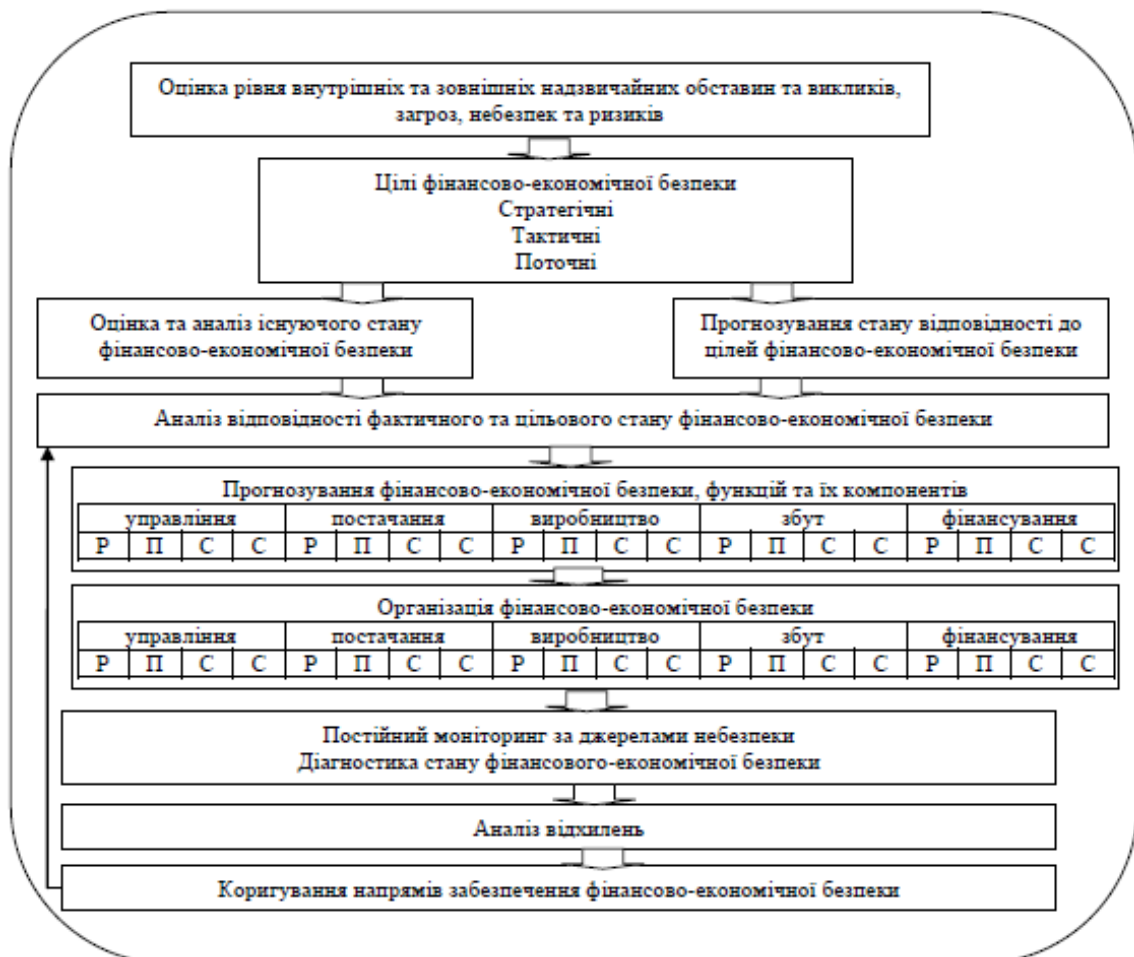 Оцінка рівня внутрішніх та зовнішніх надзвичайних обставин та викликів,
загроз, небезпек та ризиків
Цілі фінансово-економічної безпеки
Стратегічні
Тактичні
Поточні
Оцінка та аналіз існуючого стану
фінансово-економічної безпеки
Прогнозування стану відповідності до
цілей фінансово-економічної безпеки
Аналіз відповідності фактичного та цільового стану фінансово-економічної безпеки
Прогнозування фінансово-економічної безпеки, функцій та їх компонентів
управління постачання виробництво збут фінансування
Р П С С Р П С С Р П С С Р П С С Р П С С
Організація фінансово-економічної безпеки
управління постачання виробництво збут фінансування
Р П С С Р П С С Р П С С Р П С С Р П С С
Постійний моніторинг за джерелами небезпеки
Діагностика стану фінансового-економічної безпеки
Аналіз відхилень
Коригування напрямів забезпечення фінансово-економічної безпеки